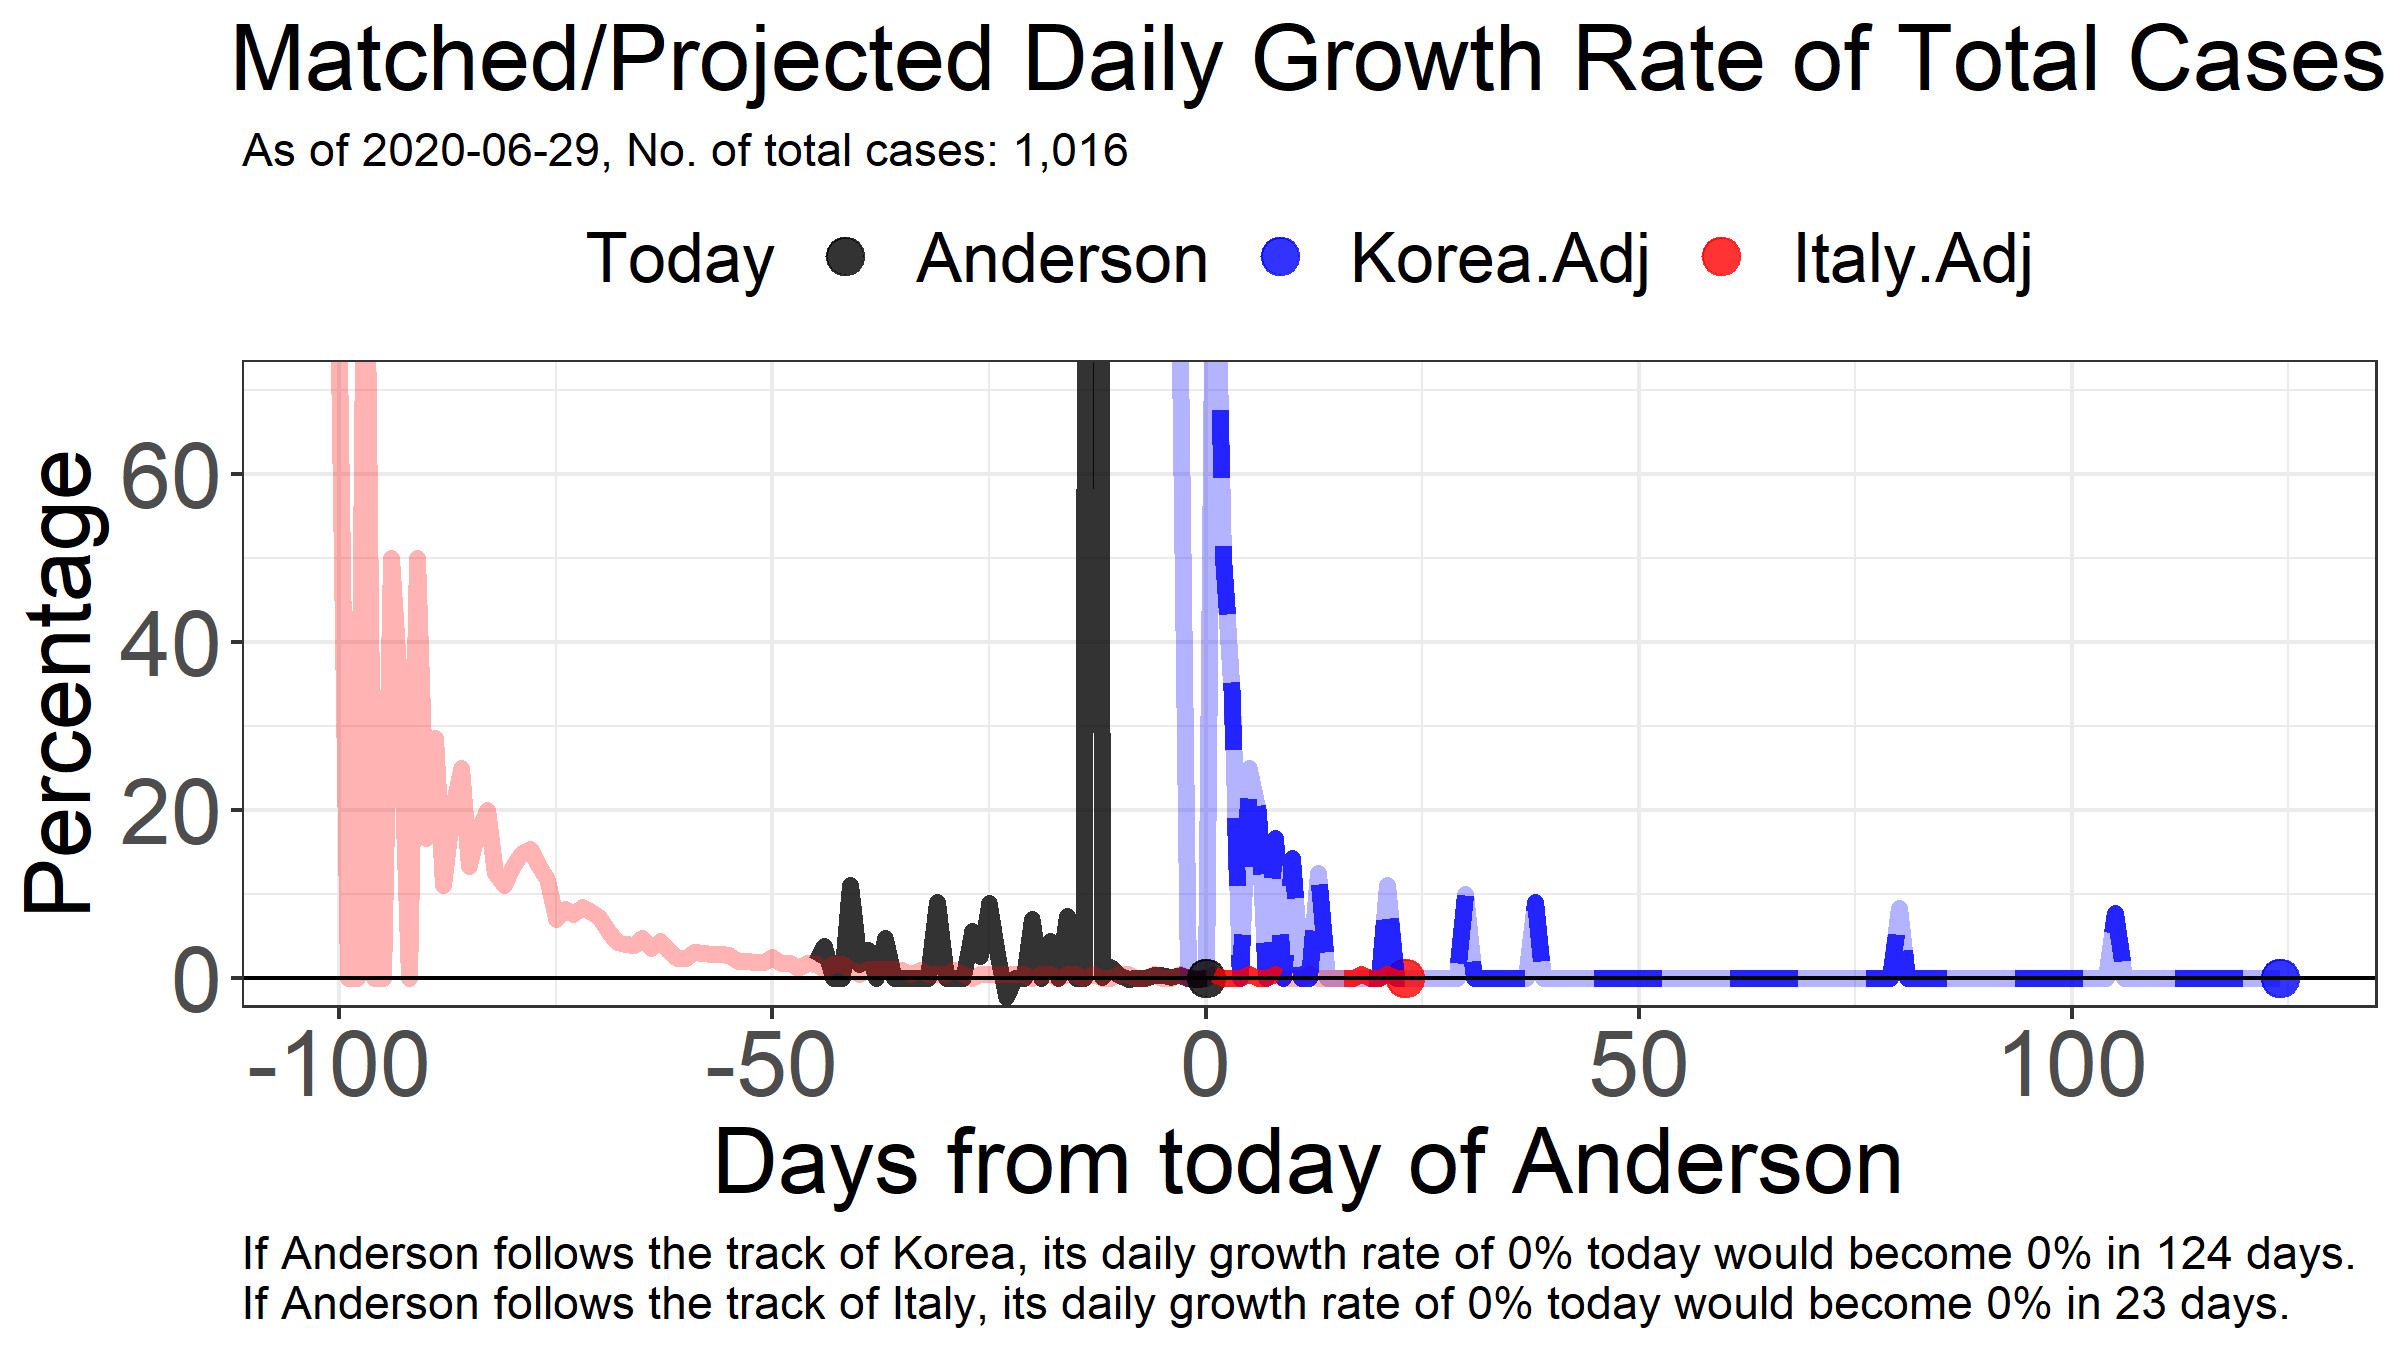 Matched/Projected Daily Growth Rate of Total Cases
As of 2020-06-29, No. of total cases: 1,016
Today Anderson Korea.Adj Italy.Adj
Percentage
60
40
20
0
-100 -50 0 50 100
Days from today of Anderson
If Anderson follows the track of Korea, its daily growth rate of 0% today would become 0% in 124 days.
If Anderson follows the track of Italy, its daily growth rate of 0% today would become 0% in 23 days.